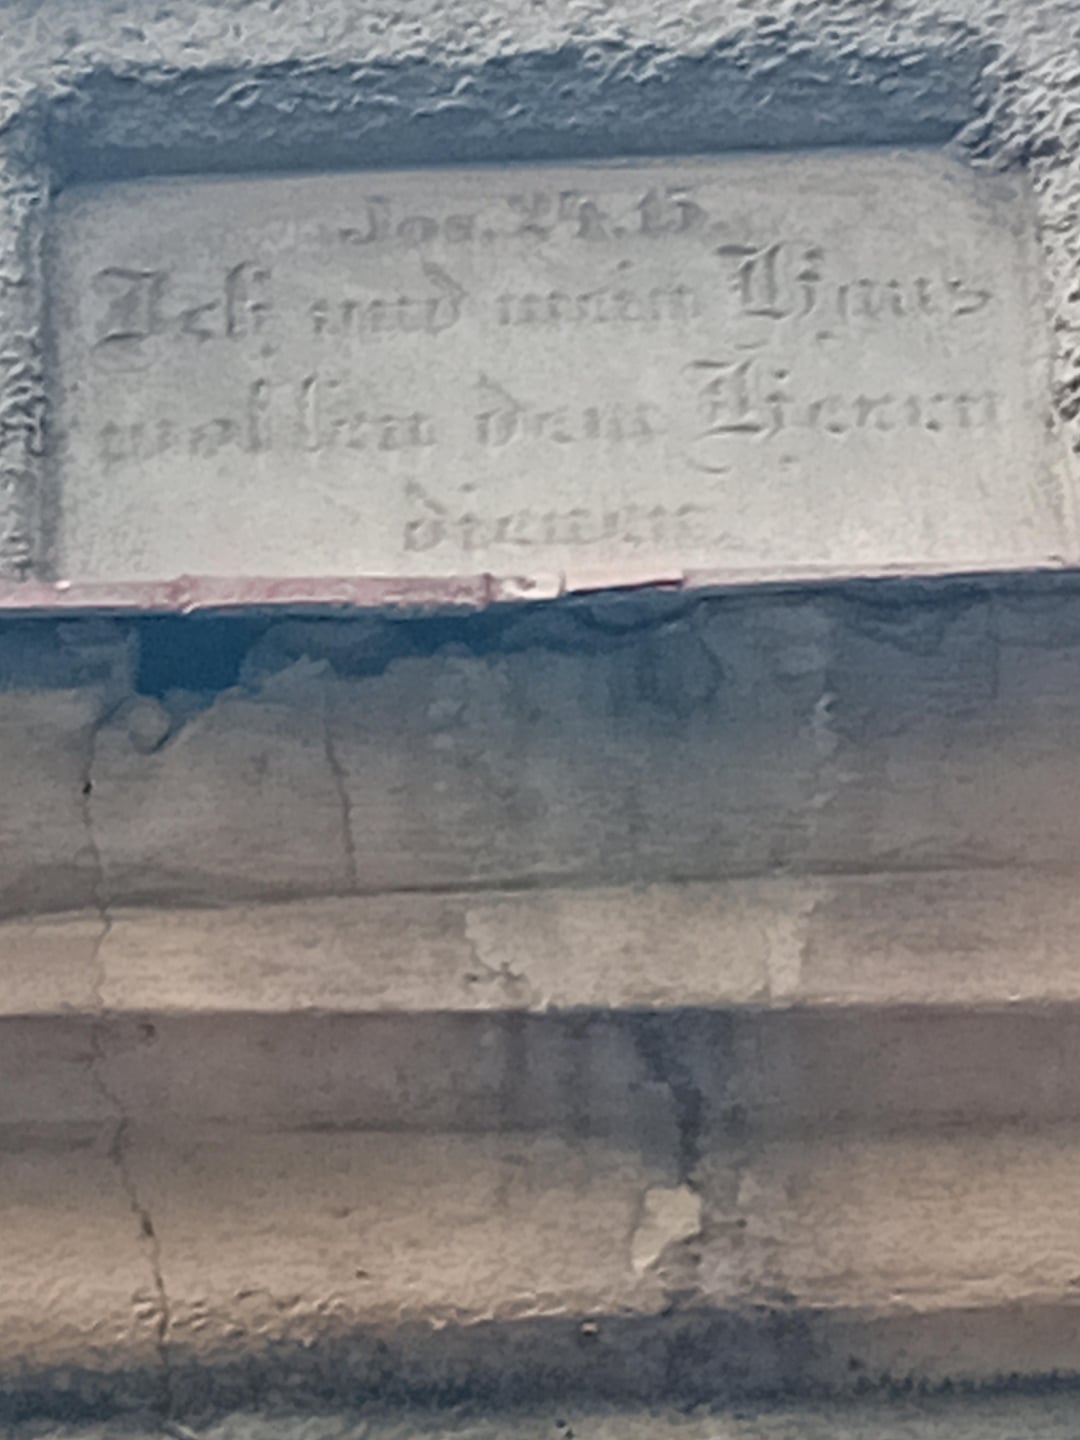 Jos. 24. 15.
Ich und mein Haus
wollen dem Herrn
dienen.